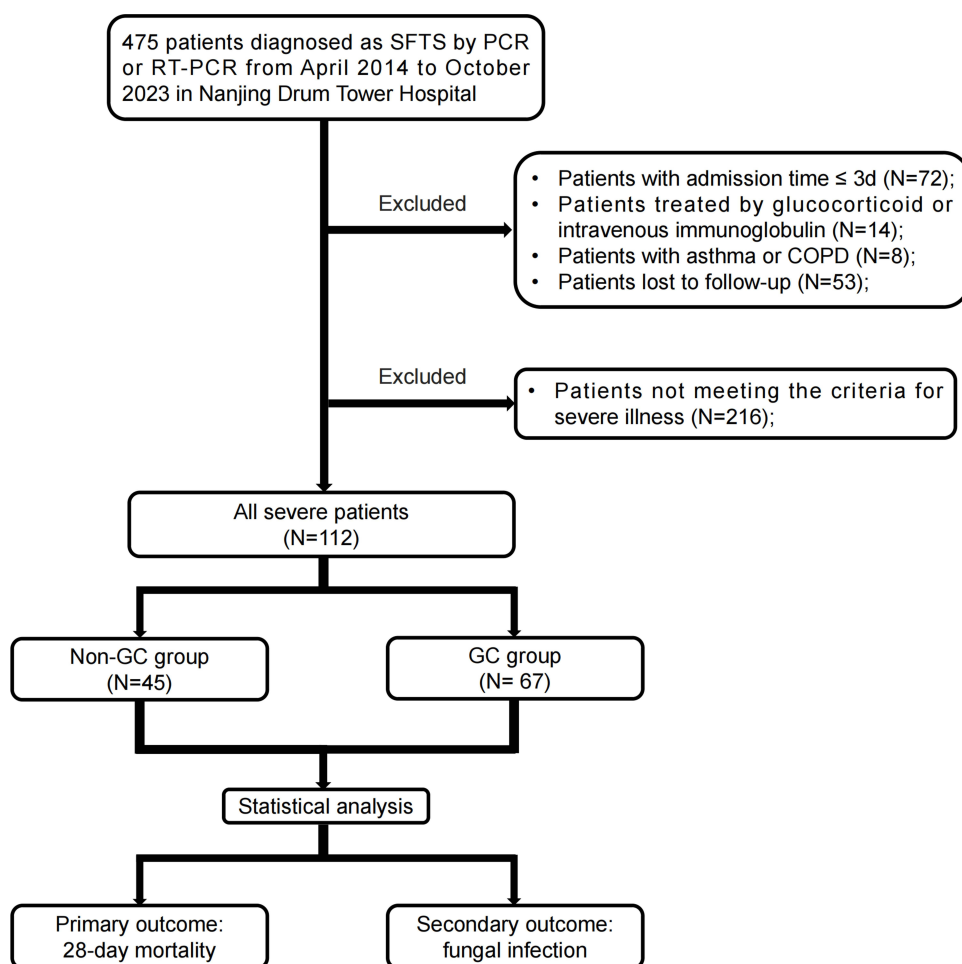 475 patients diagnosed as SFTS by PCR
or RT-PCR from April 2014 to October
2023 in Nanjing Drum Tower Hospital
Excluded
• Patients with admission time ≤ 3d (N=72);
• Patients treated by glucocorticoid or
intravenous immunoglobulin (N=14);
• Patients with asthma or COPD (N=8);
• Patients lost to follow-up (N=53);
Excluded
• Patients not meeting the criteria for
severe illness (N=216);
All severe patients
(N=112)
Non-GC group
(N=45)
GC group
(N= 67)
Statistical analysis
Primary outcome:
28-day mortality
Secondary outcome:
fungal infection